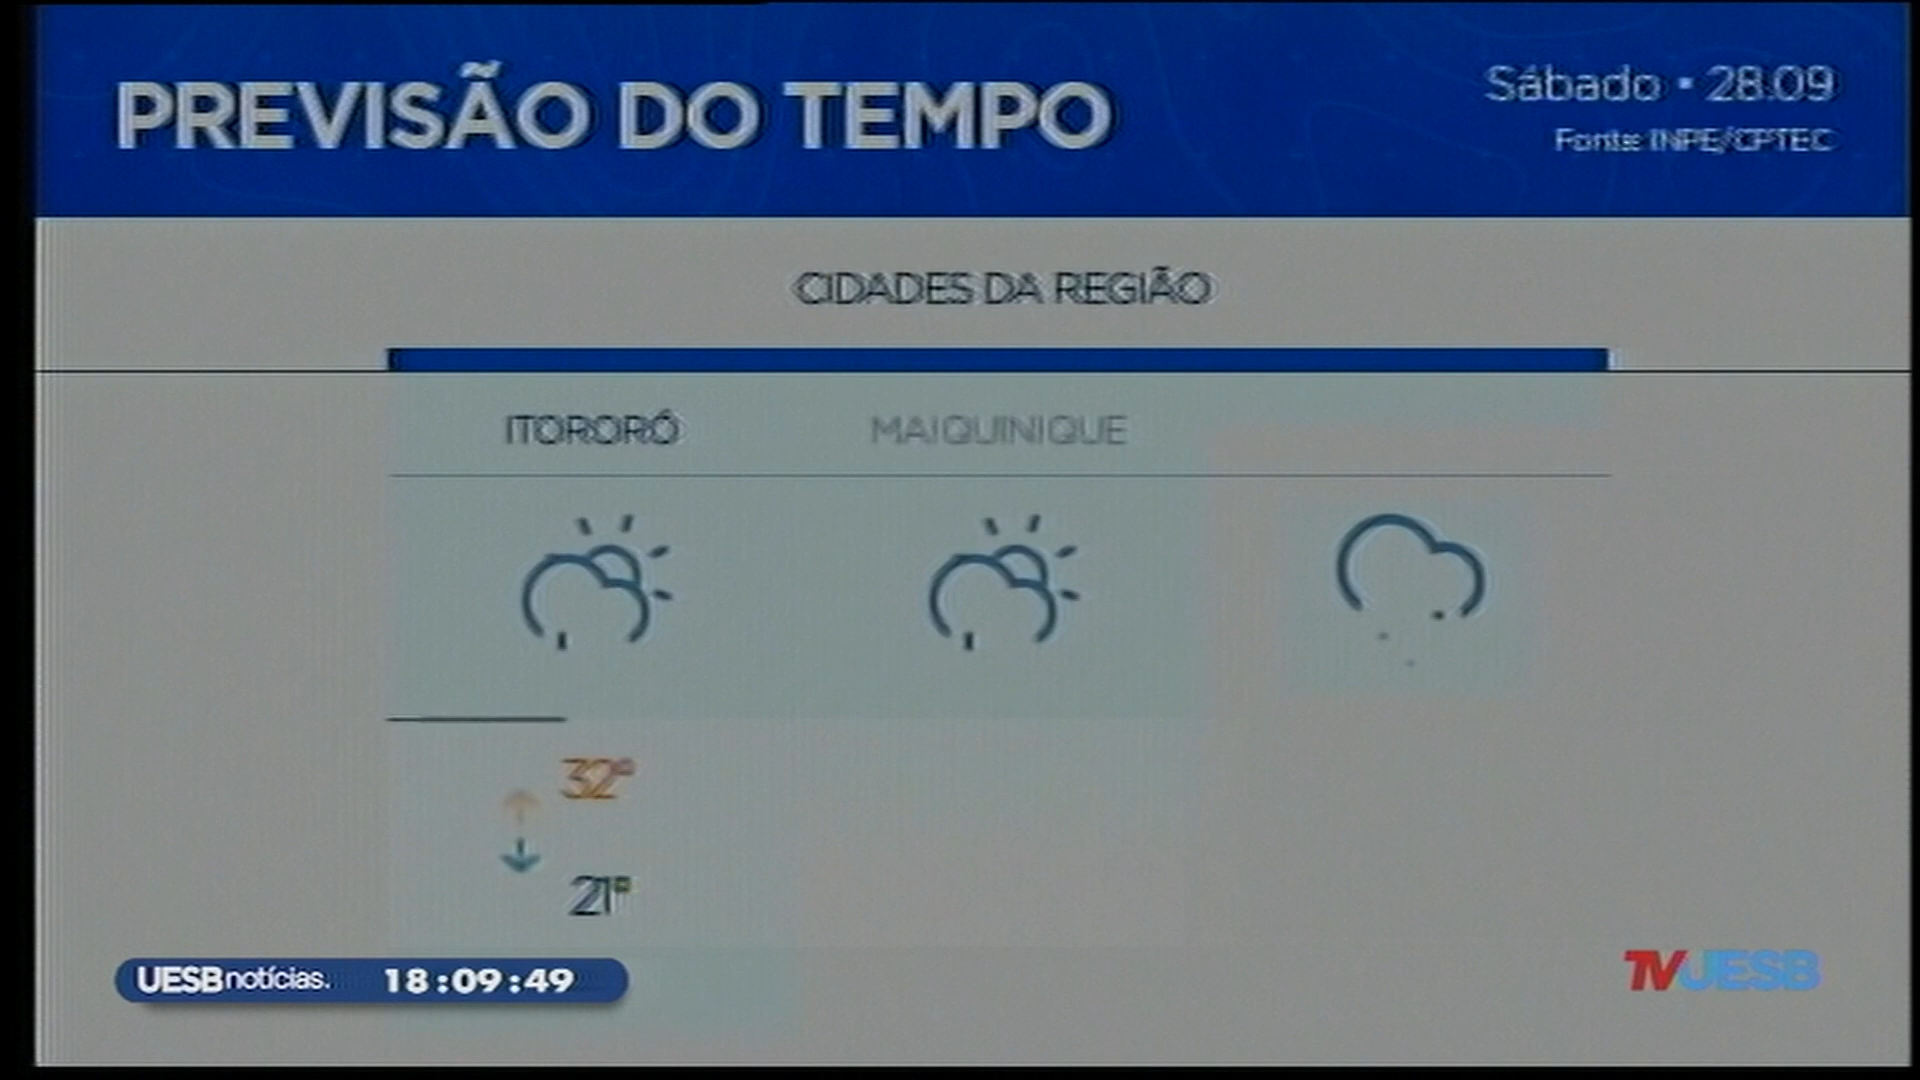 PREVISÃO DO TEMPO
Sábado • 28.09
Fonte: INPE/CPTEC
CIDADES DA REGIÃO
ITORORÓ
MAIQUINIQUE
32°
21°
UESBnotícias. 18:09:49
TVUESB